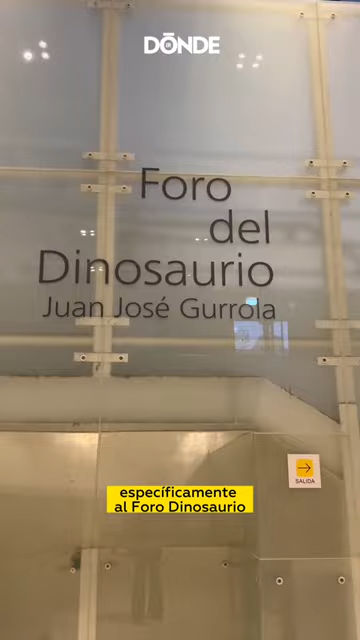 DÓNDE
Foro
del
Dinosaurio
Juan José Gurrola
SALIDA
específicamente
al Foro Dinosaurio